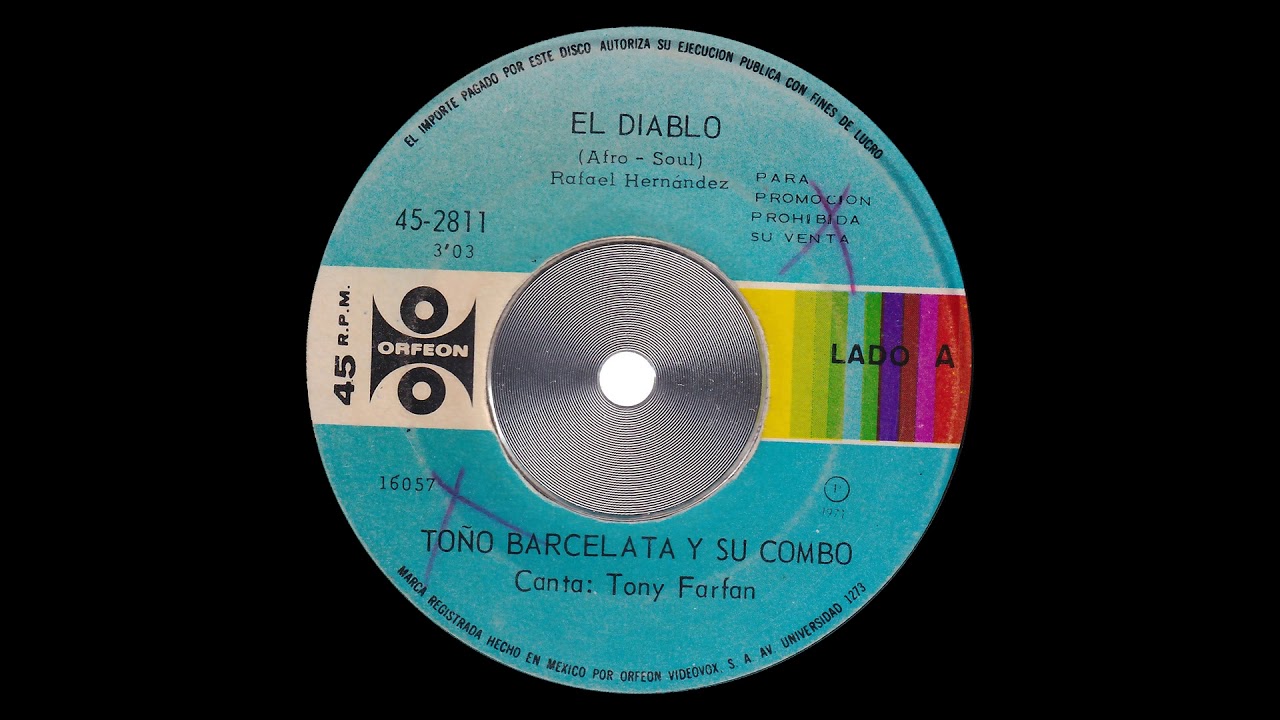 EL IMPORTE PAGADO POR ESTE DISCO AUTORIZA SU EJECUCION PUBLICA CON FINES DE LUCRO
EL DIABLO
(Afro - Soul)
Rafael Hernández
PARA
PROMOCION
PROHIBIDA
SU VENTA
45-2811
3'03
45 R.P.M.
ORFEON
LADO A
16057
P
TOÑO BARCELATA Y SU COMBO
Canta: Tony Farfan
MARCA REGISTRADA HECHO EN MEXICO POR ORFEON VIDEOVOX, S. A. AV. UNIVERSIDAD 1273